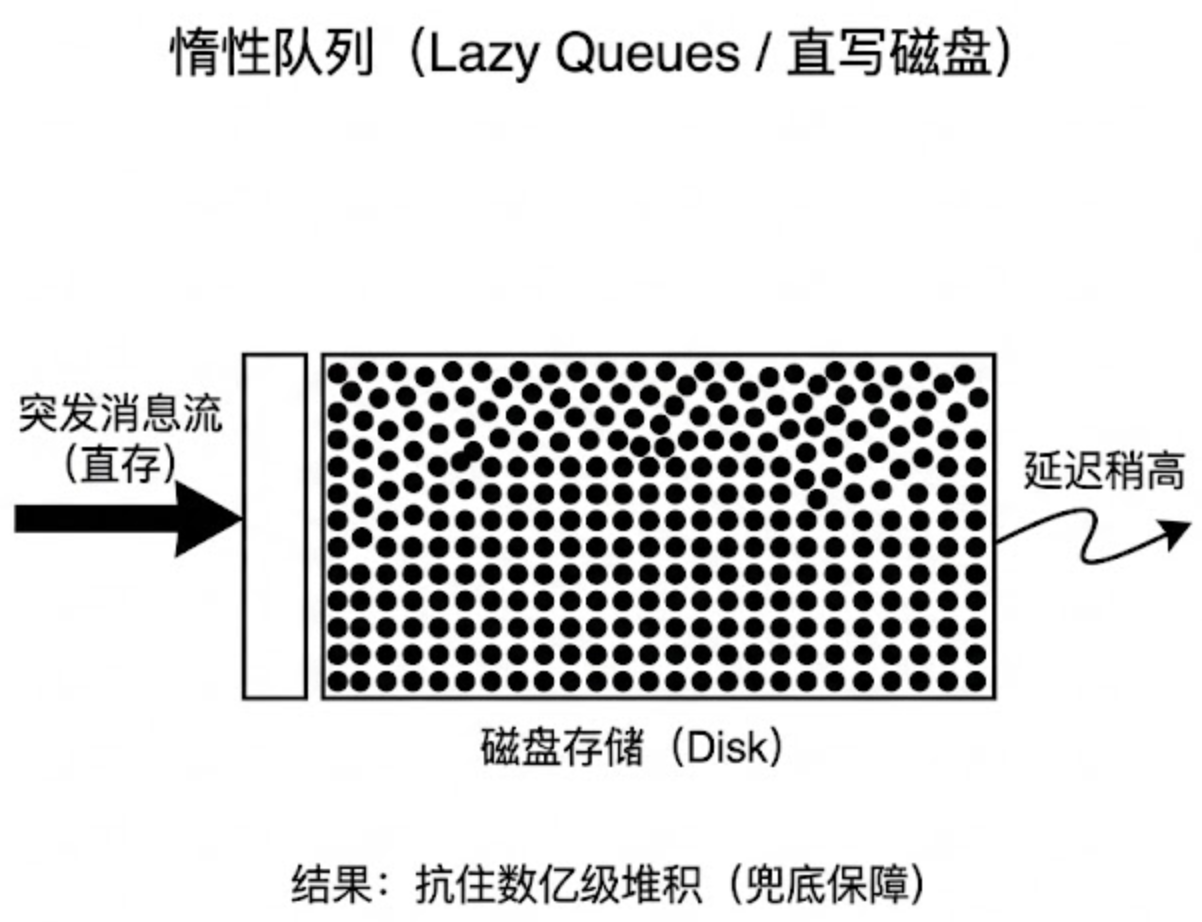 惰性队列（Lazy Queues / 直写磁盘）
突发消息流
（直存）
延迟稍高
磁盘存储（Disk）
结果：抗住数亿级堆积（兜底保障）